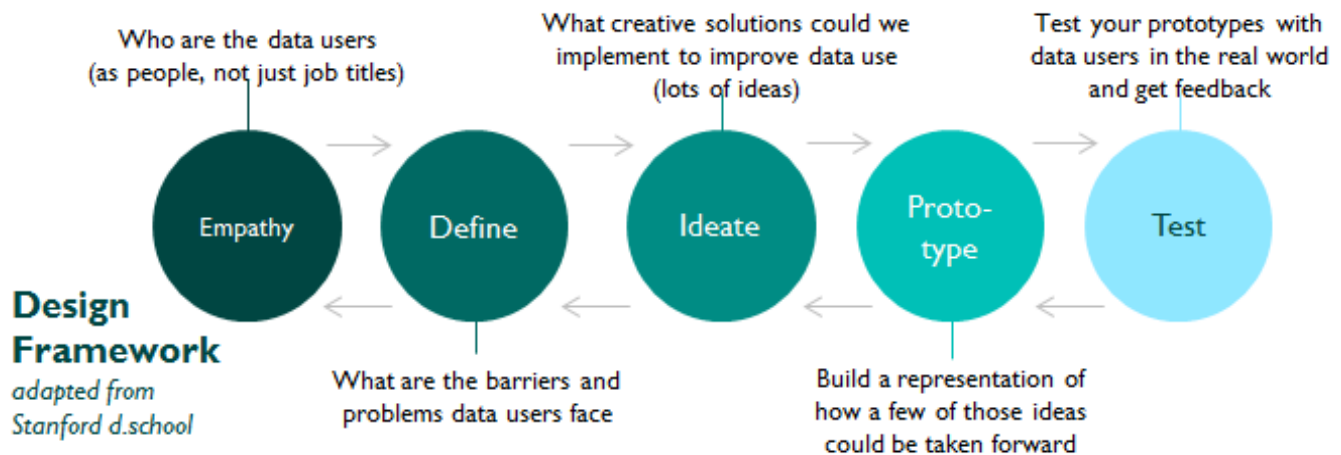 Who are the data users
(as people, not just job titles)
What creative solutions could we
implement to improve data use
(lots of ideas)
Test your prototypes with
data users in the real world
and get feedback
Empathy
Define
Ideate
Proto-
type
Test
Design
Framework
adapted from
Stanford d.school
What are the barriers and
problems data users face
Build a representation of
how a few of those ideas
could be taken forward